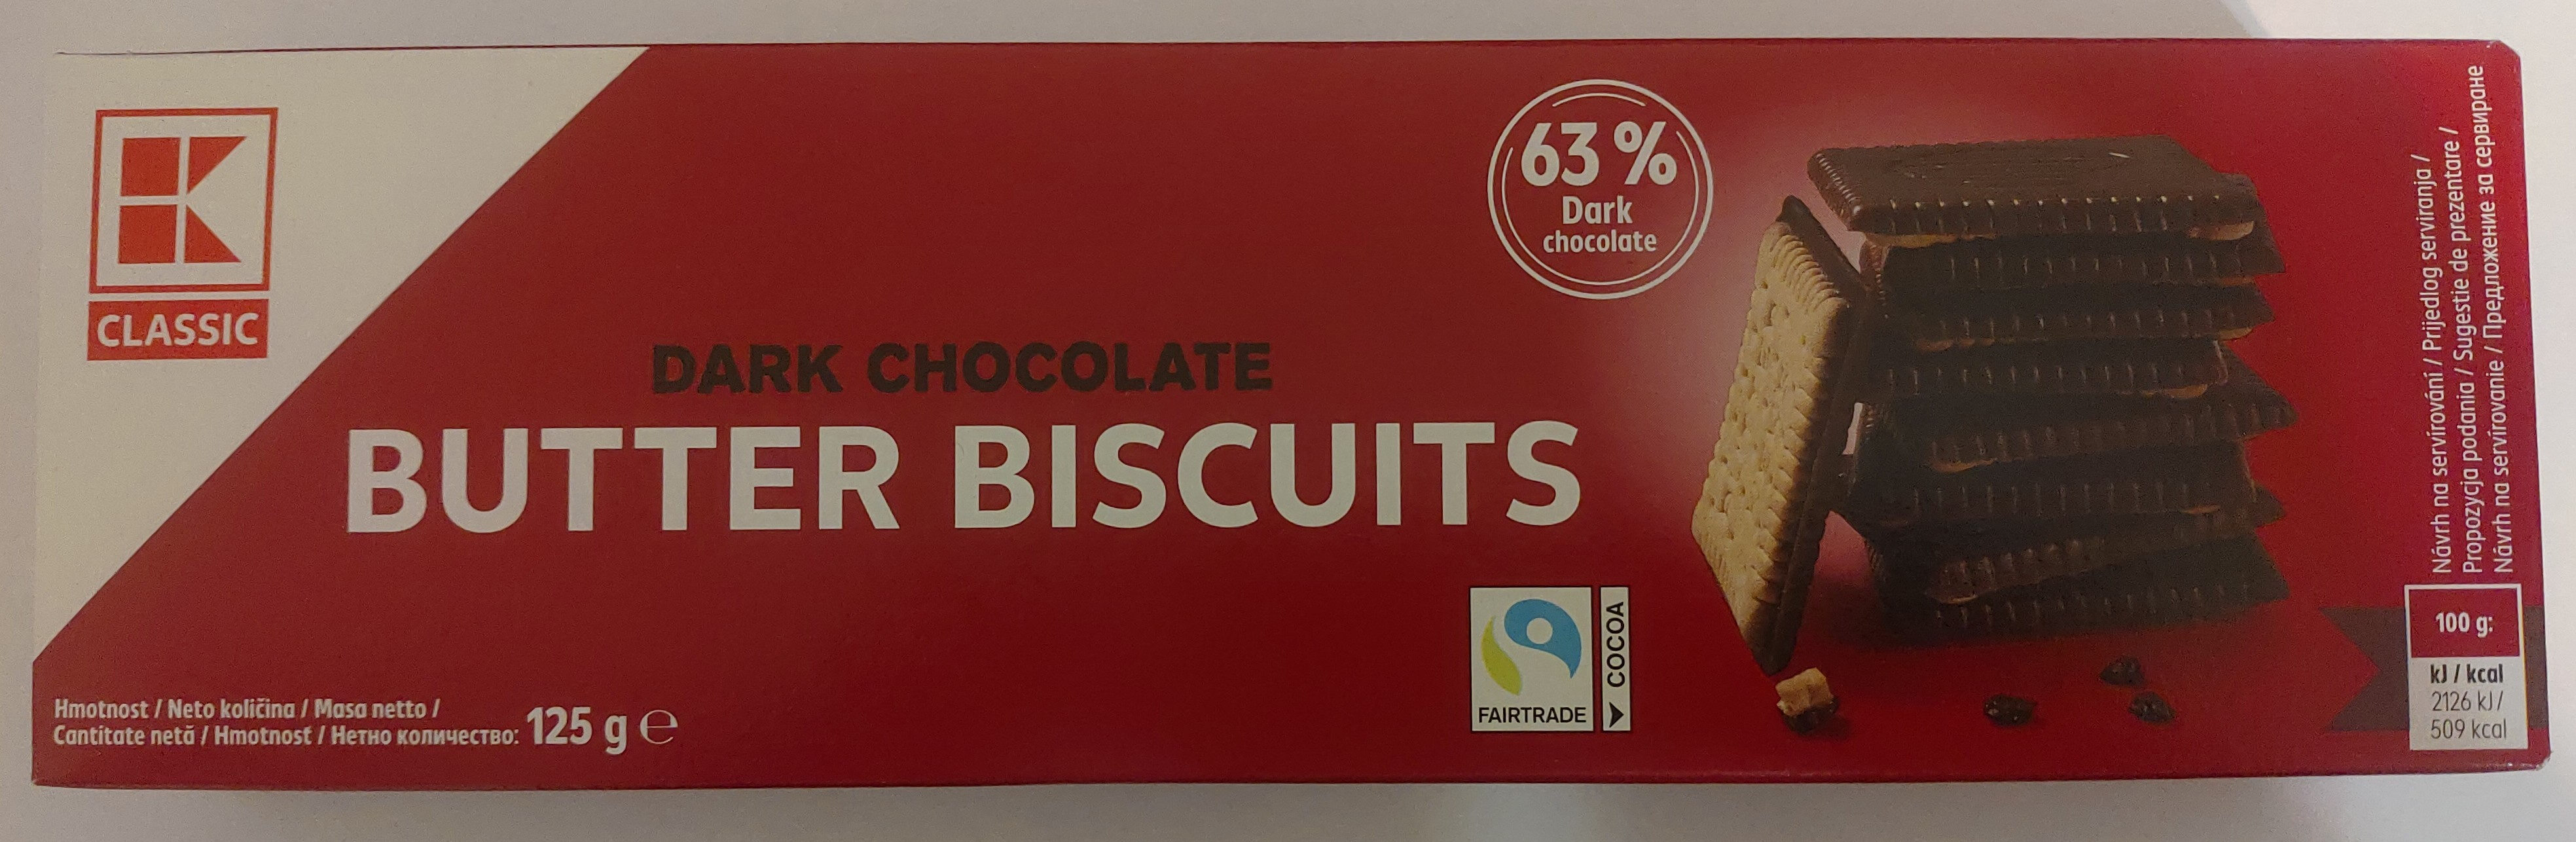 CLASSIC
63 %
Dark
chocolate
DARK CHOCOLATE
BUTTER BISCUITS
FAIRTRADE
COCOA
Hmotnost / Neto količina / Masa netto /
Cantitate netă / Hmotnosť / Нетно количество: 125 g ℮
Návrh na servírování / Prijedlog serviranja /
Propozycja podania / Sugestie de prezentare /
Návrh na servírovanie / Предложение за сервиране
100 g:
kJ / kcal
2126 kJ /
509 kcal